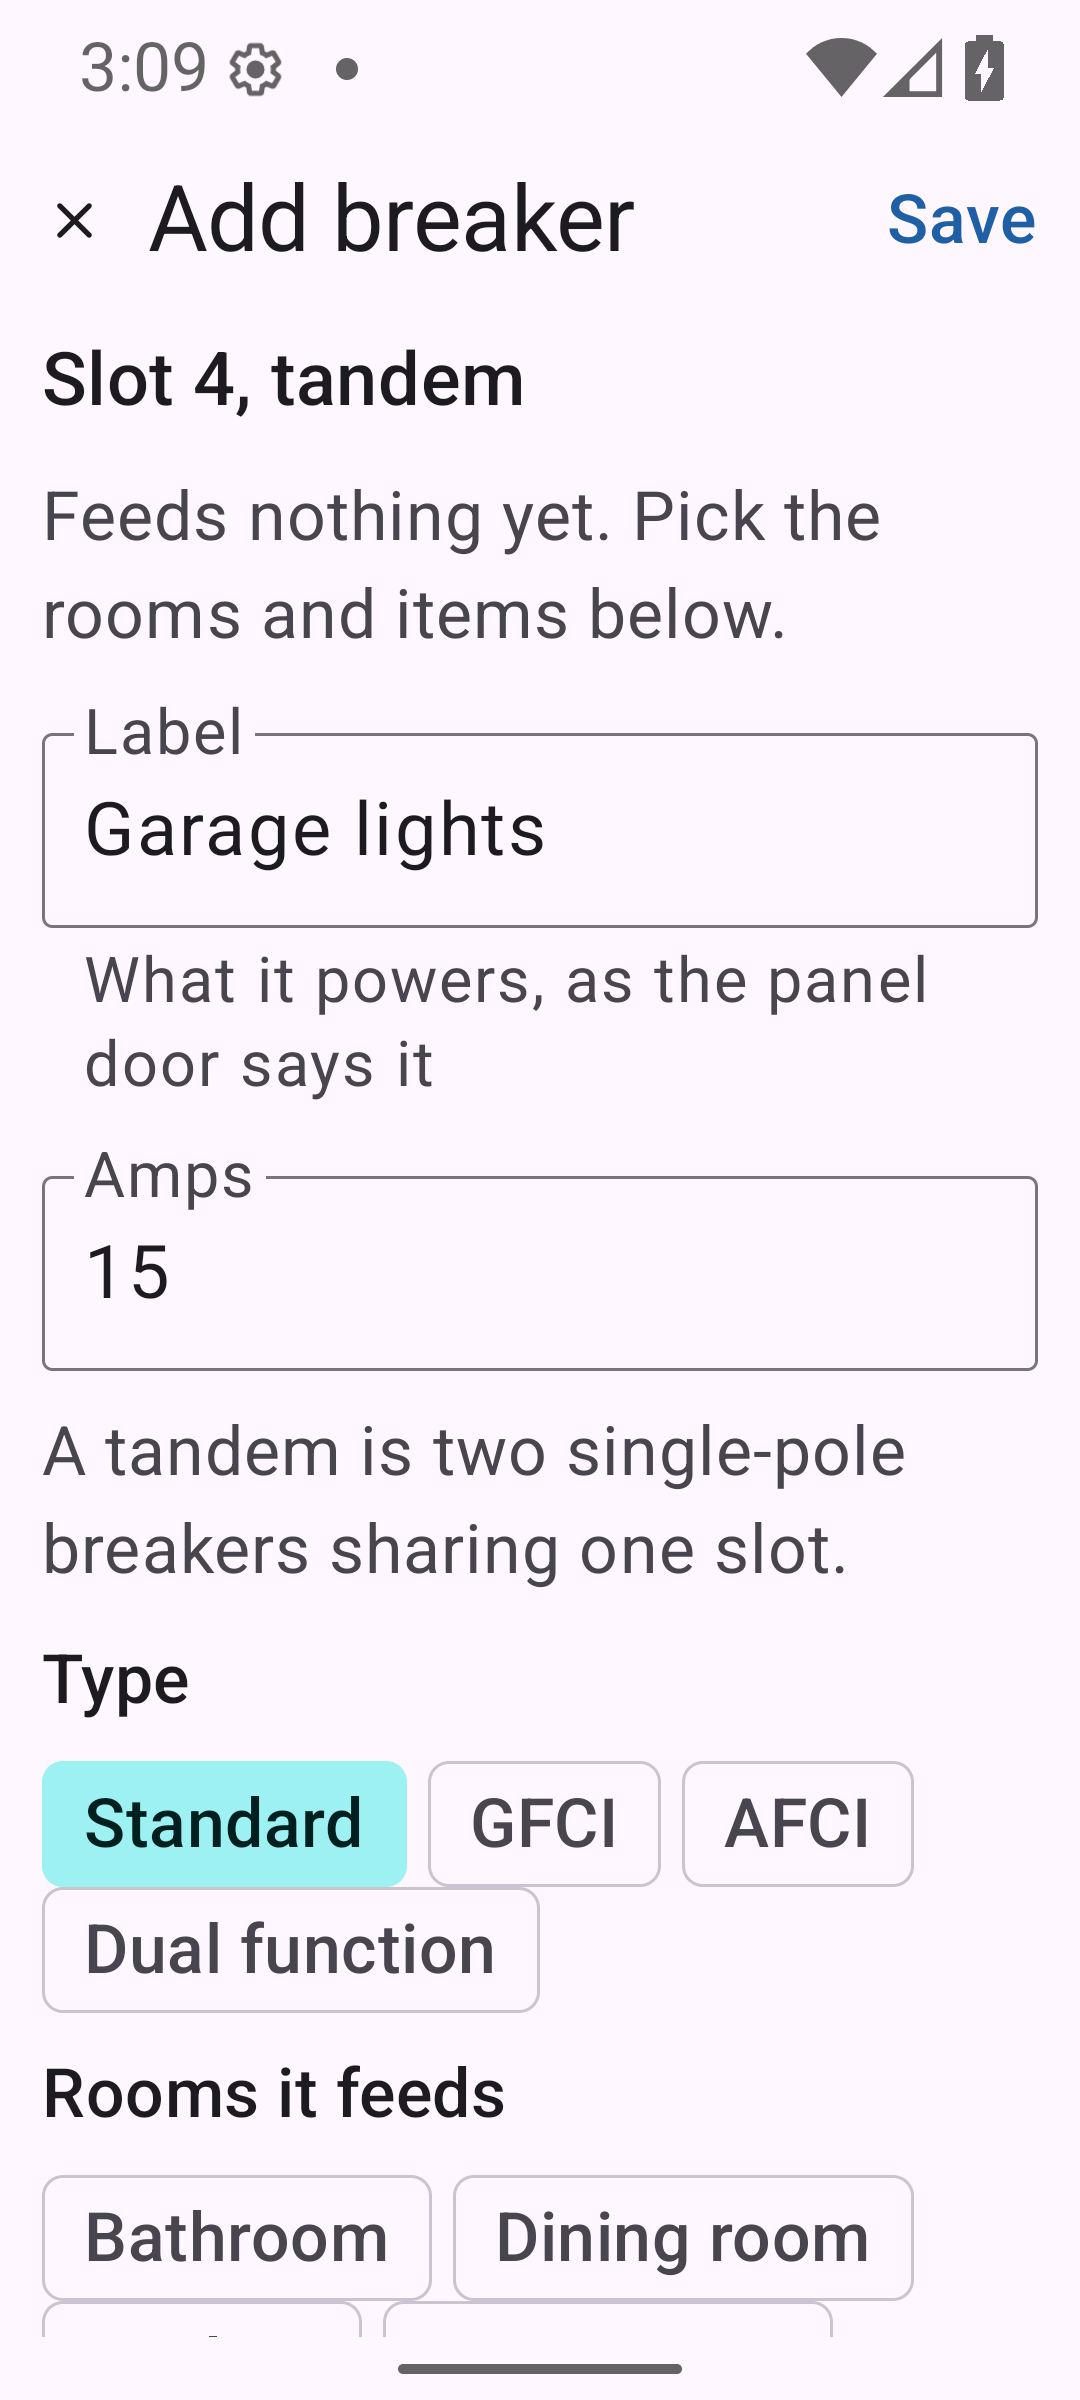 3:09
Add breaker
Save
Slot 4, tandem
Feeds nothing yet. Pick the
rooms and items below.
Label
Garage lights
What it powers, as the panel
door says it
Amps
15
A tandem is two single-pole
breakers sharing one slot.
Type
Standard
GFCI
AFCI
Dual function
Rooms it feeds
Bathroom
Dining room